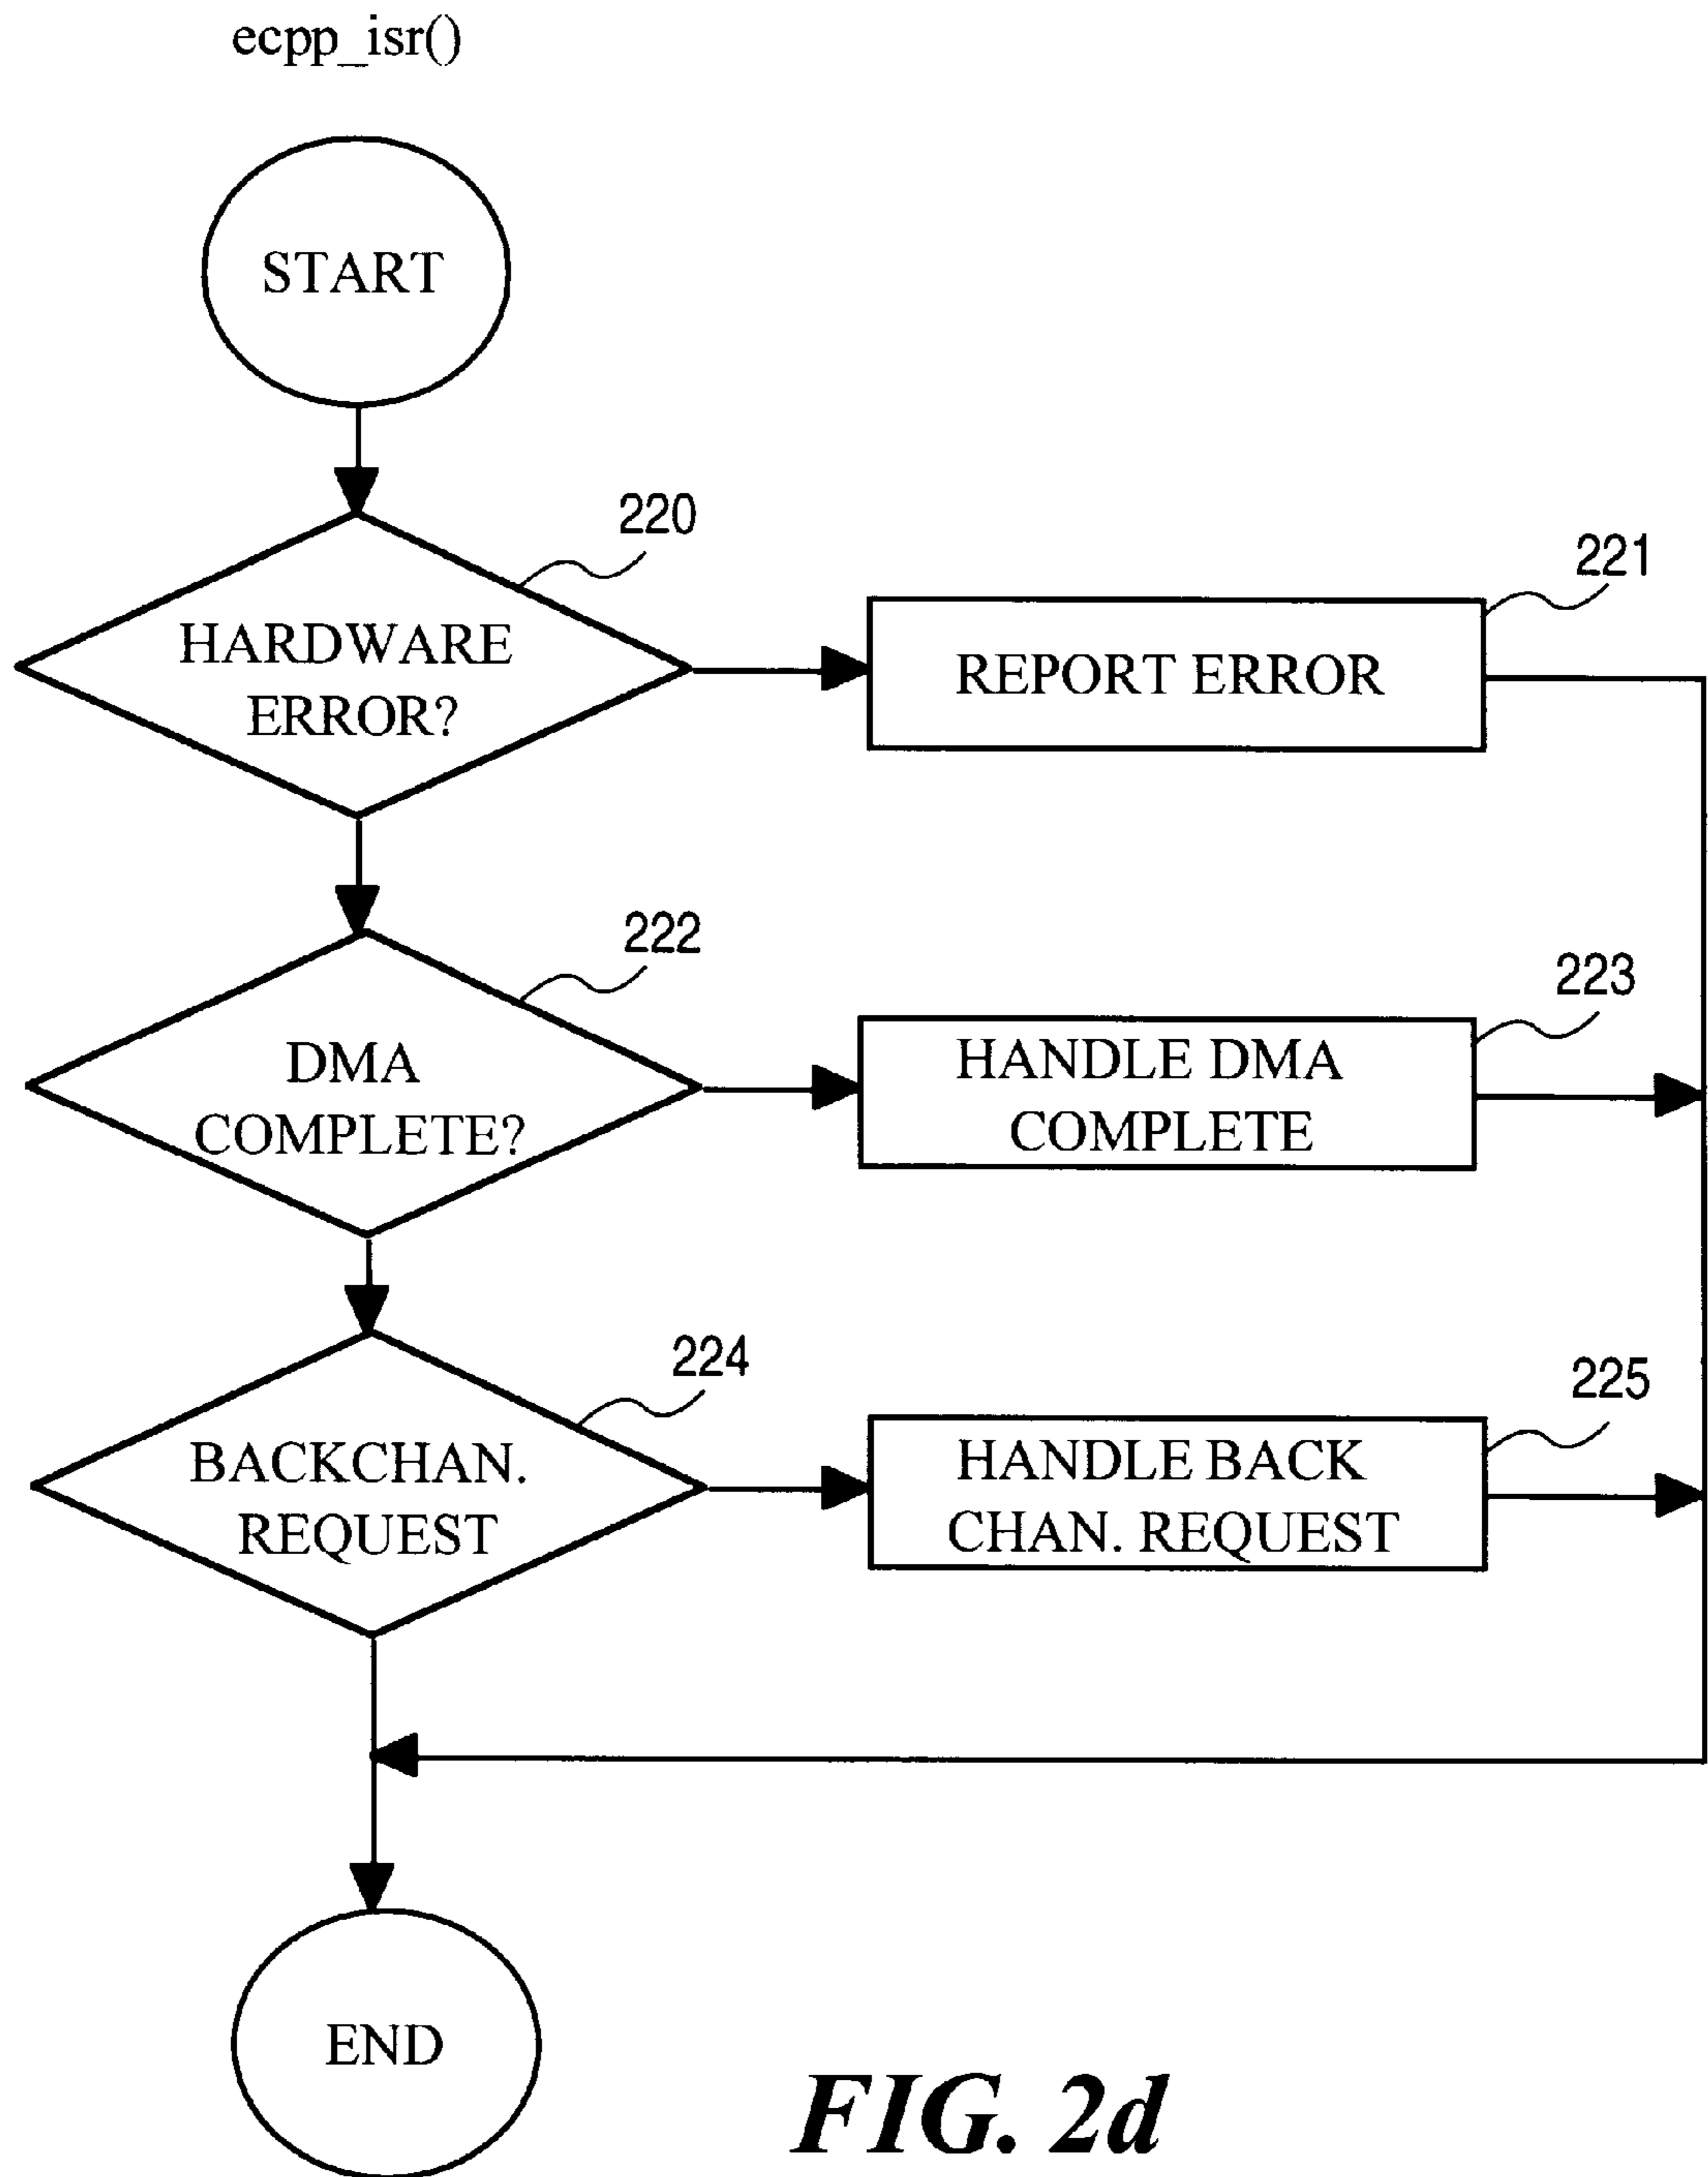 ecpp_isr()
START
220
HARDWARE
ERROR?
221
REPORT ERROR
222
DMA
COMPLETE?
223
HANDLE DMA
COMPLETE
224
BACKCHAN.
REQUEST
225
HANDLE BACK
CHAN. REQUEST
END
FIG. 2d